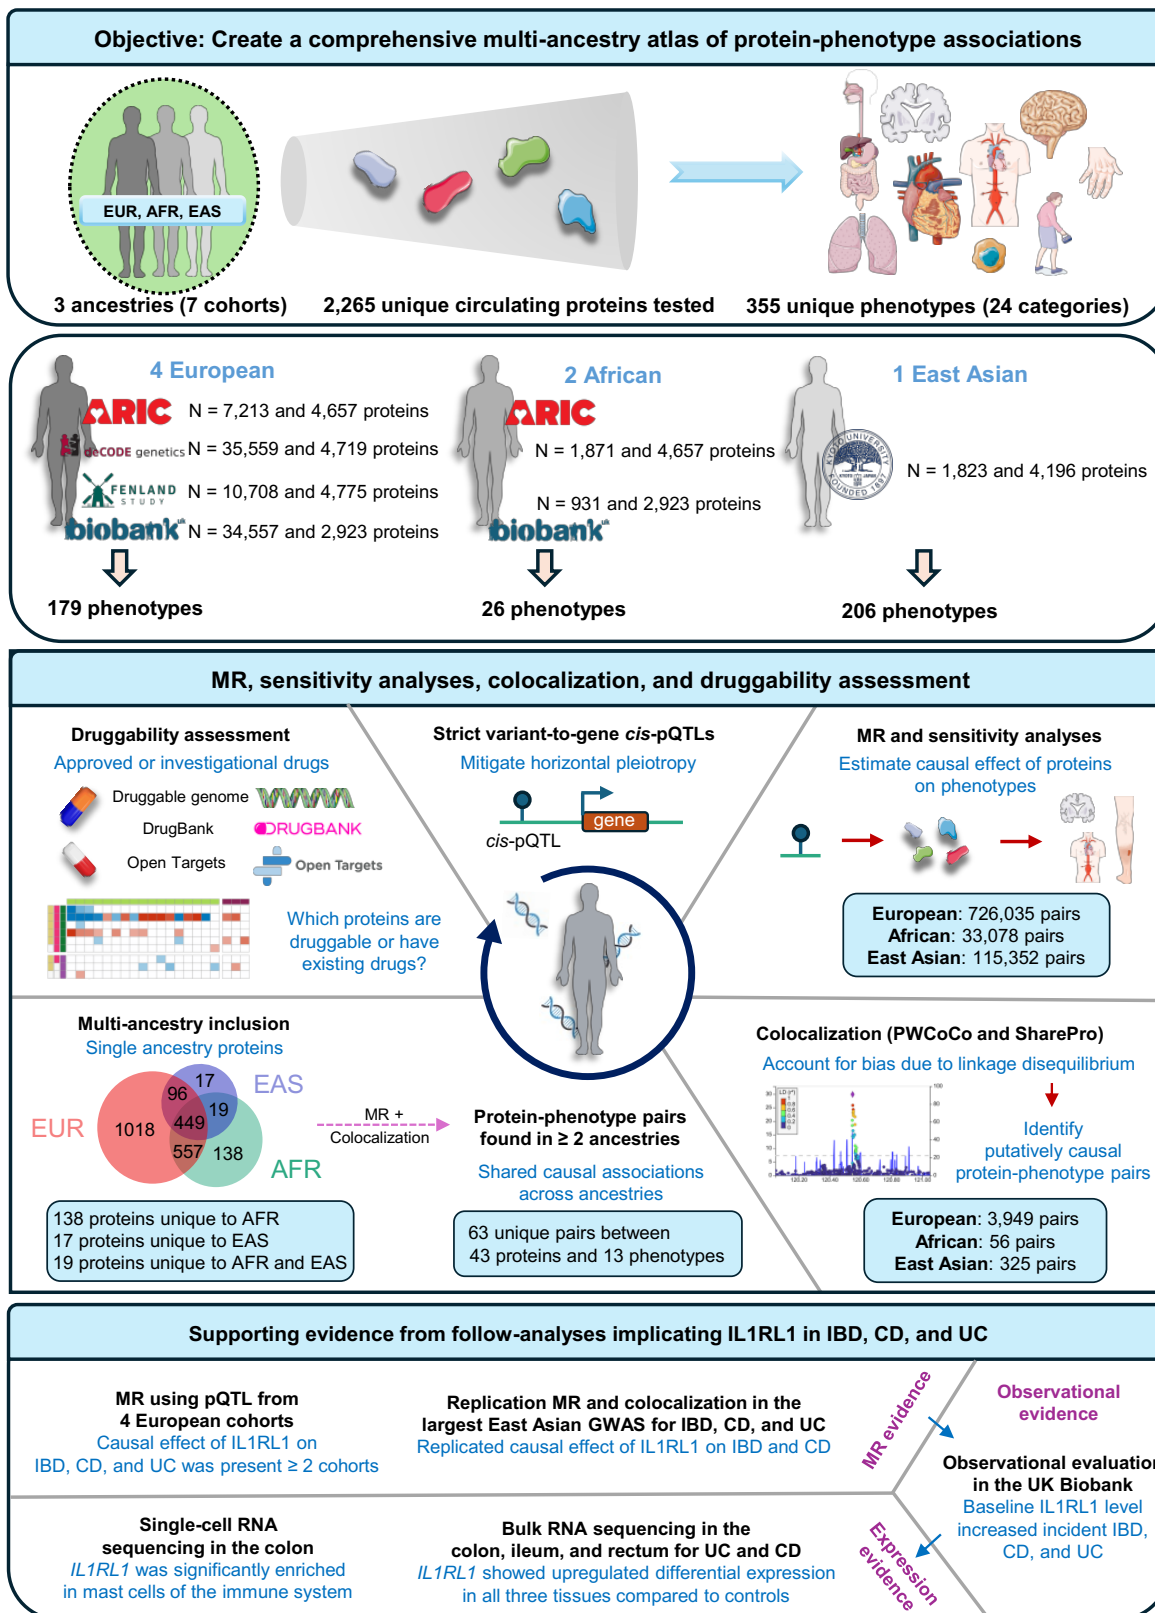 Objective: Create a comprehensive multi-ancestry atlas of protein-phenotype associations
EUR, AFR, EAS
3 ancestries (7 cohorts)
2,265 unique circulating proteins tested
355 unique phenotypes (24 categories)
4 European
ARIC
N = 7,213 and 4,657 proteins
deCODE genetics
N = 35,559 and 4,719 proteins
FENLAND
STUDY
N = 10,708 and 4,775 proteins
biobank uk
N = 34,557 and 2,923 proteins
179 phenotypes
2 African
ARIC
N = 1,871 and 4,657 proteins
N = 931 and 2,923 proteins
biobank uk
26 phenotypes
1 East Asian
KYOTO UNIVERSITY
KYOTO JAPAN
FOUNDED 1897
N = 1,823 and 4,196 proteins
206 phenotypes
MR, sensitivity analyses, colocalization, and druggability assessment
Druggability assessment
Approved or investigational drugs
Druggable genome
DrugBank
DRUGBANK
Open Targets
Open Targets
Which proteins are
druggable or have
existing drugs?
Strict variant-to-gene cis-pQTLs
Mitigate horizontal pleiotropy
gene
cis-pQTL
MR and sensitivity analyses
Estimate causal effect of proteins
on phenotypes
European: 726,035 pairs
African: 33,078 pairs
East Asian: 115,352 pairs
Multi-ancestry inclusion
Single ancestry proteins
17
96
EAS
19
EUR
1018
449
557
138
AFR
138 proteins unique to AFR
17 proteins unique to EAS
19 proteins unique to AFR and EAS
MR +
Colocalization
Protein-phenotype pairs
found in ≥ 2 ancestries
Shared causal associations
across ancestries
63 unique pairs between
43 proteins and 13 phenotypes
Colocalization (PWCoCo and SharePro)
Account for bias due to linkage disequilibrium
Identify
putatively causal
protein-phenotype pairs
European: 3,949 pairs
African: 56 pairs
East Asian: 325 pairs
Supporting evidence from follow-analyses implicating IL1RL1 in IBD, CD, and UC
MR using pQTL from
4 European cohorts
Causal effect of IL1RL1 on
IBD, CD, and UC was present ≥ 2 cohorts
Replication MR and colocalization in the
largest East Asian GWAS for IBD, CD, and UC
Replicated causal effect of IL1RL1 on IBD and CD
MR evidence
Observational
evidence
Observational evaluation
in the UK Biobank
Baseline IL1RL1 level
increased incident IBD,
CD, and UC
Single-cell RNA
sequencing in the colon
IL1RL1 was significantly enriched
in mast cells of the immune system
Bulk RNA sequencing in the
colon, ileum, and rectum for UC and CD
IL1RL1 showed upregulated differential expression
in all three tissues compared to controls
Expression
evidence